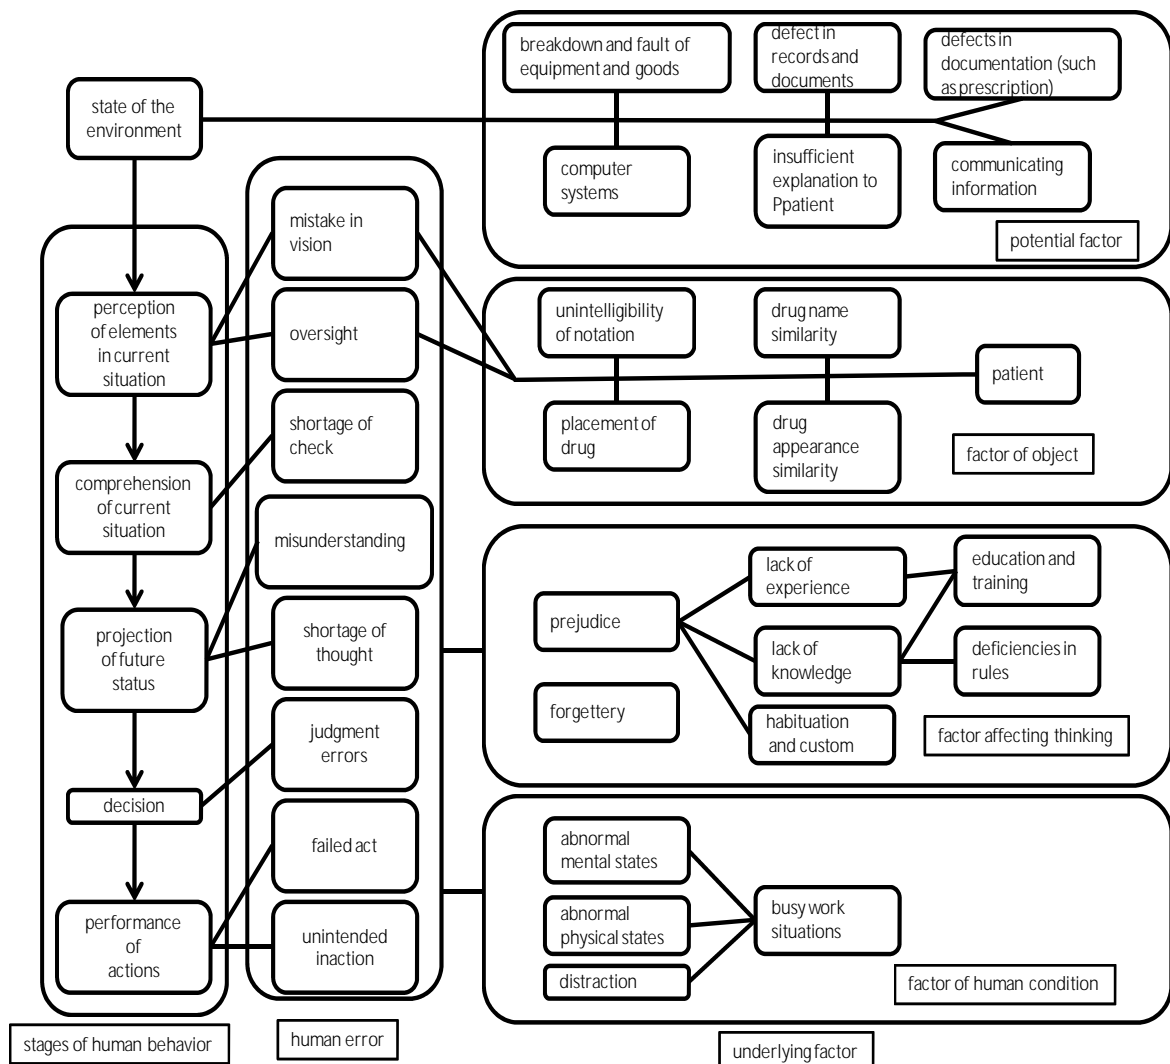 state of the
environment
breakdown and fault of
equipment and goods
defect in
records and
documents
defects in
documentation (such
as prescription)
computer
systems
insufficient
explanation to
Ppatient
communicating
information
potential factor
perception
of elements
in current
situation
comprehension
of current
situation
projection
of future
status
decision
performance
of
actions
stages of human behavior
mistake in
vision
oversight
shortage of
check
misunderstanding
shortage of
thought
judgment
errors
failed act
unintended
inaction
human error
unintelligibility
of notation
drug name
similarity
patient
placement of
drug
drug
appearance
similarity
factor of object
prejudice
forgettery
lack of
experience
lack of
knowledge
habituation
and custom
education and
training
deficiencies in
rules
factor affecting thinking
abnormal
mental states
abnormal
physical states
distraction
busy work
situations
factor of human condition
underlying factor